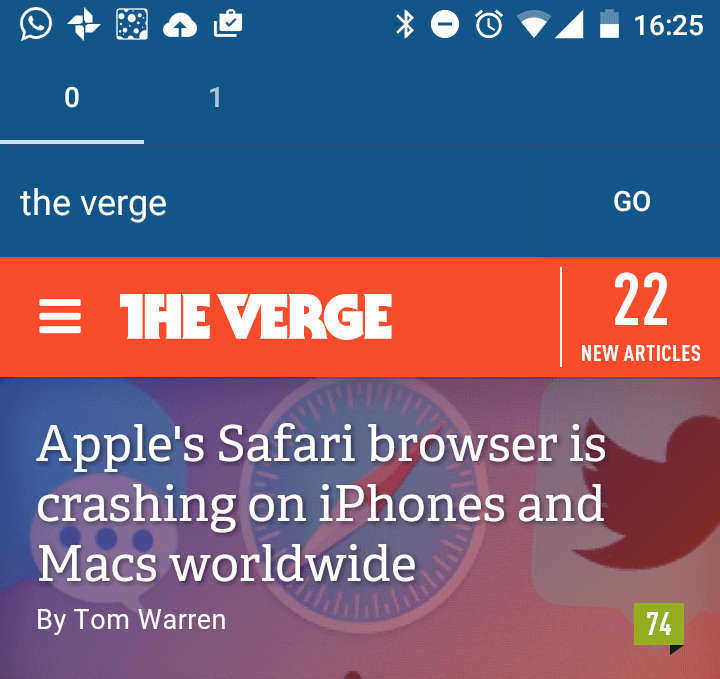 16:25
0 1
the verge GO
THE VERGE
22
NEW ARTICLES
Apple's Safari browser is
crashing on iPhones and
Macs worldwide
By Tom Warren
74